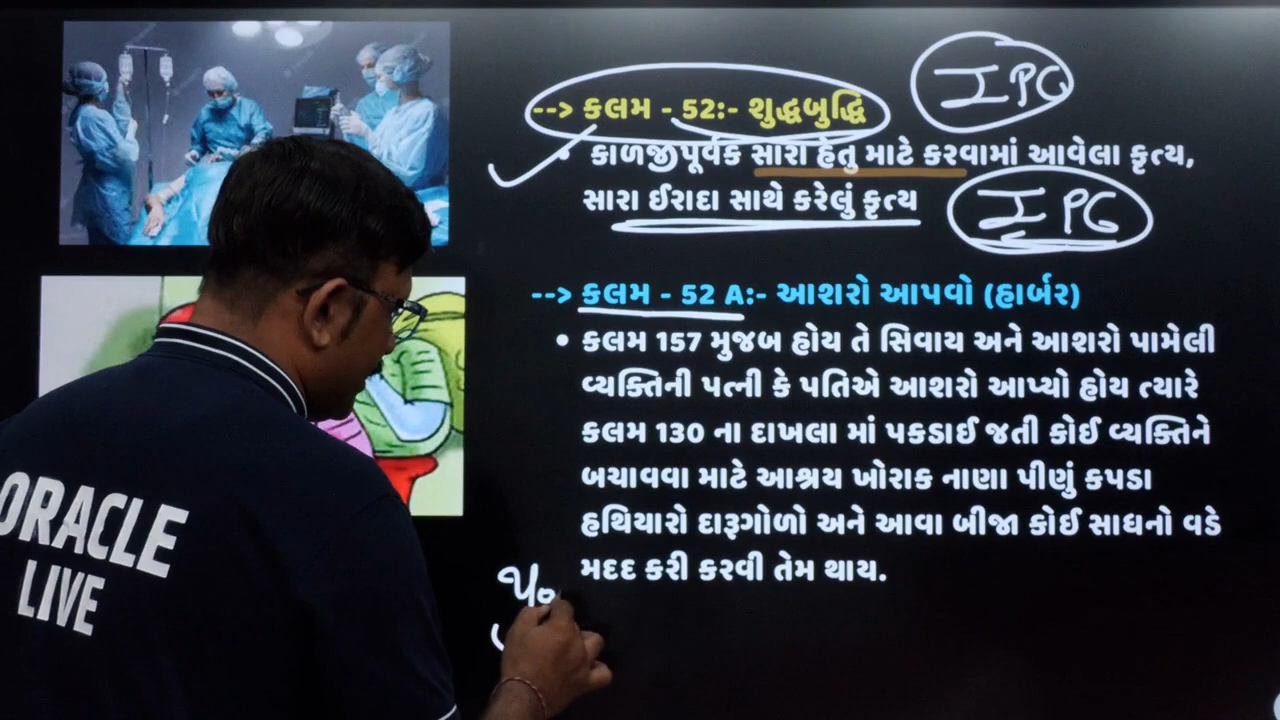 --> કલમ - 52:- શુદ્ધબુદ્ધિ
IPC
• કાળજીપૂર્વક સારા હેતુ માટે કરવામાં આવેલા કૃત્ય,
સારા ઈરાદા સાથે કરેલું કૃત્ય
IPC
--> કલમ - 52 A:- આશરો આપવો (હાર્બર)
• કલમ 157 મુજબ હોય તે સિવાય અને આશરો પામેલી
વ્યક્તિની પત્ની કે પતિએ આશરો આપ્યો હોય ત્યારે
કલમ 130 ના દાખલા માં પકડાઈ જતી કોઈ વ્યક્તિને
બચાવવા માટે આશ્રય ખોરાક નાણા પીણું કપડા
હથિયારો દારૂગોળો અને આવા બીજા કોઈ સાધનો વડે
મદદ કરી કરવી તેમ થાય.
ORACLE
LIVE